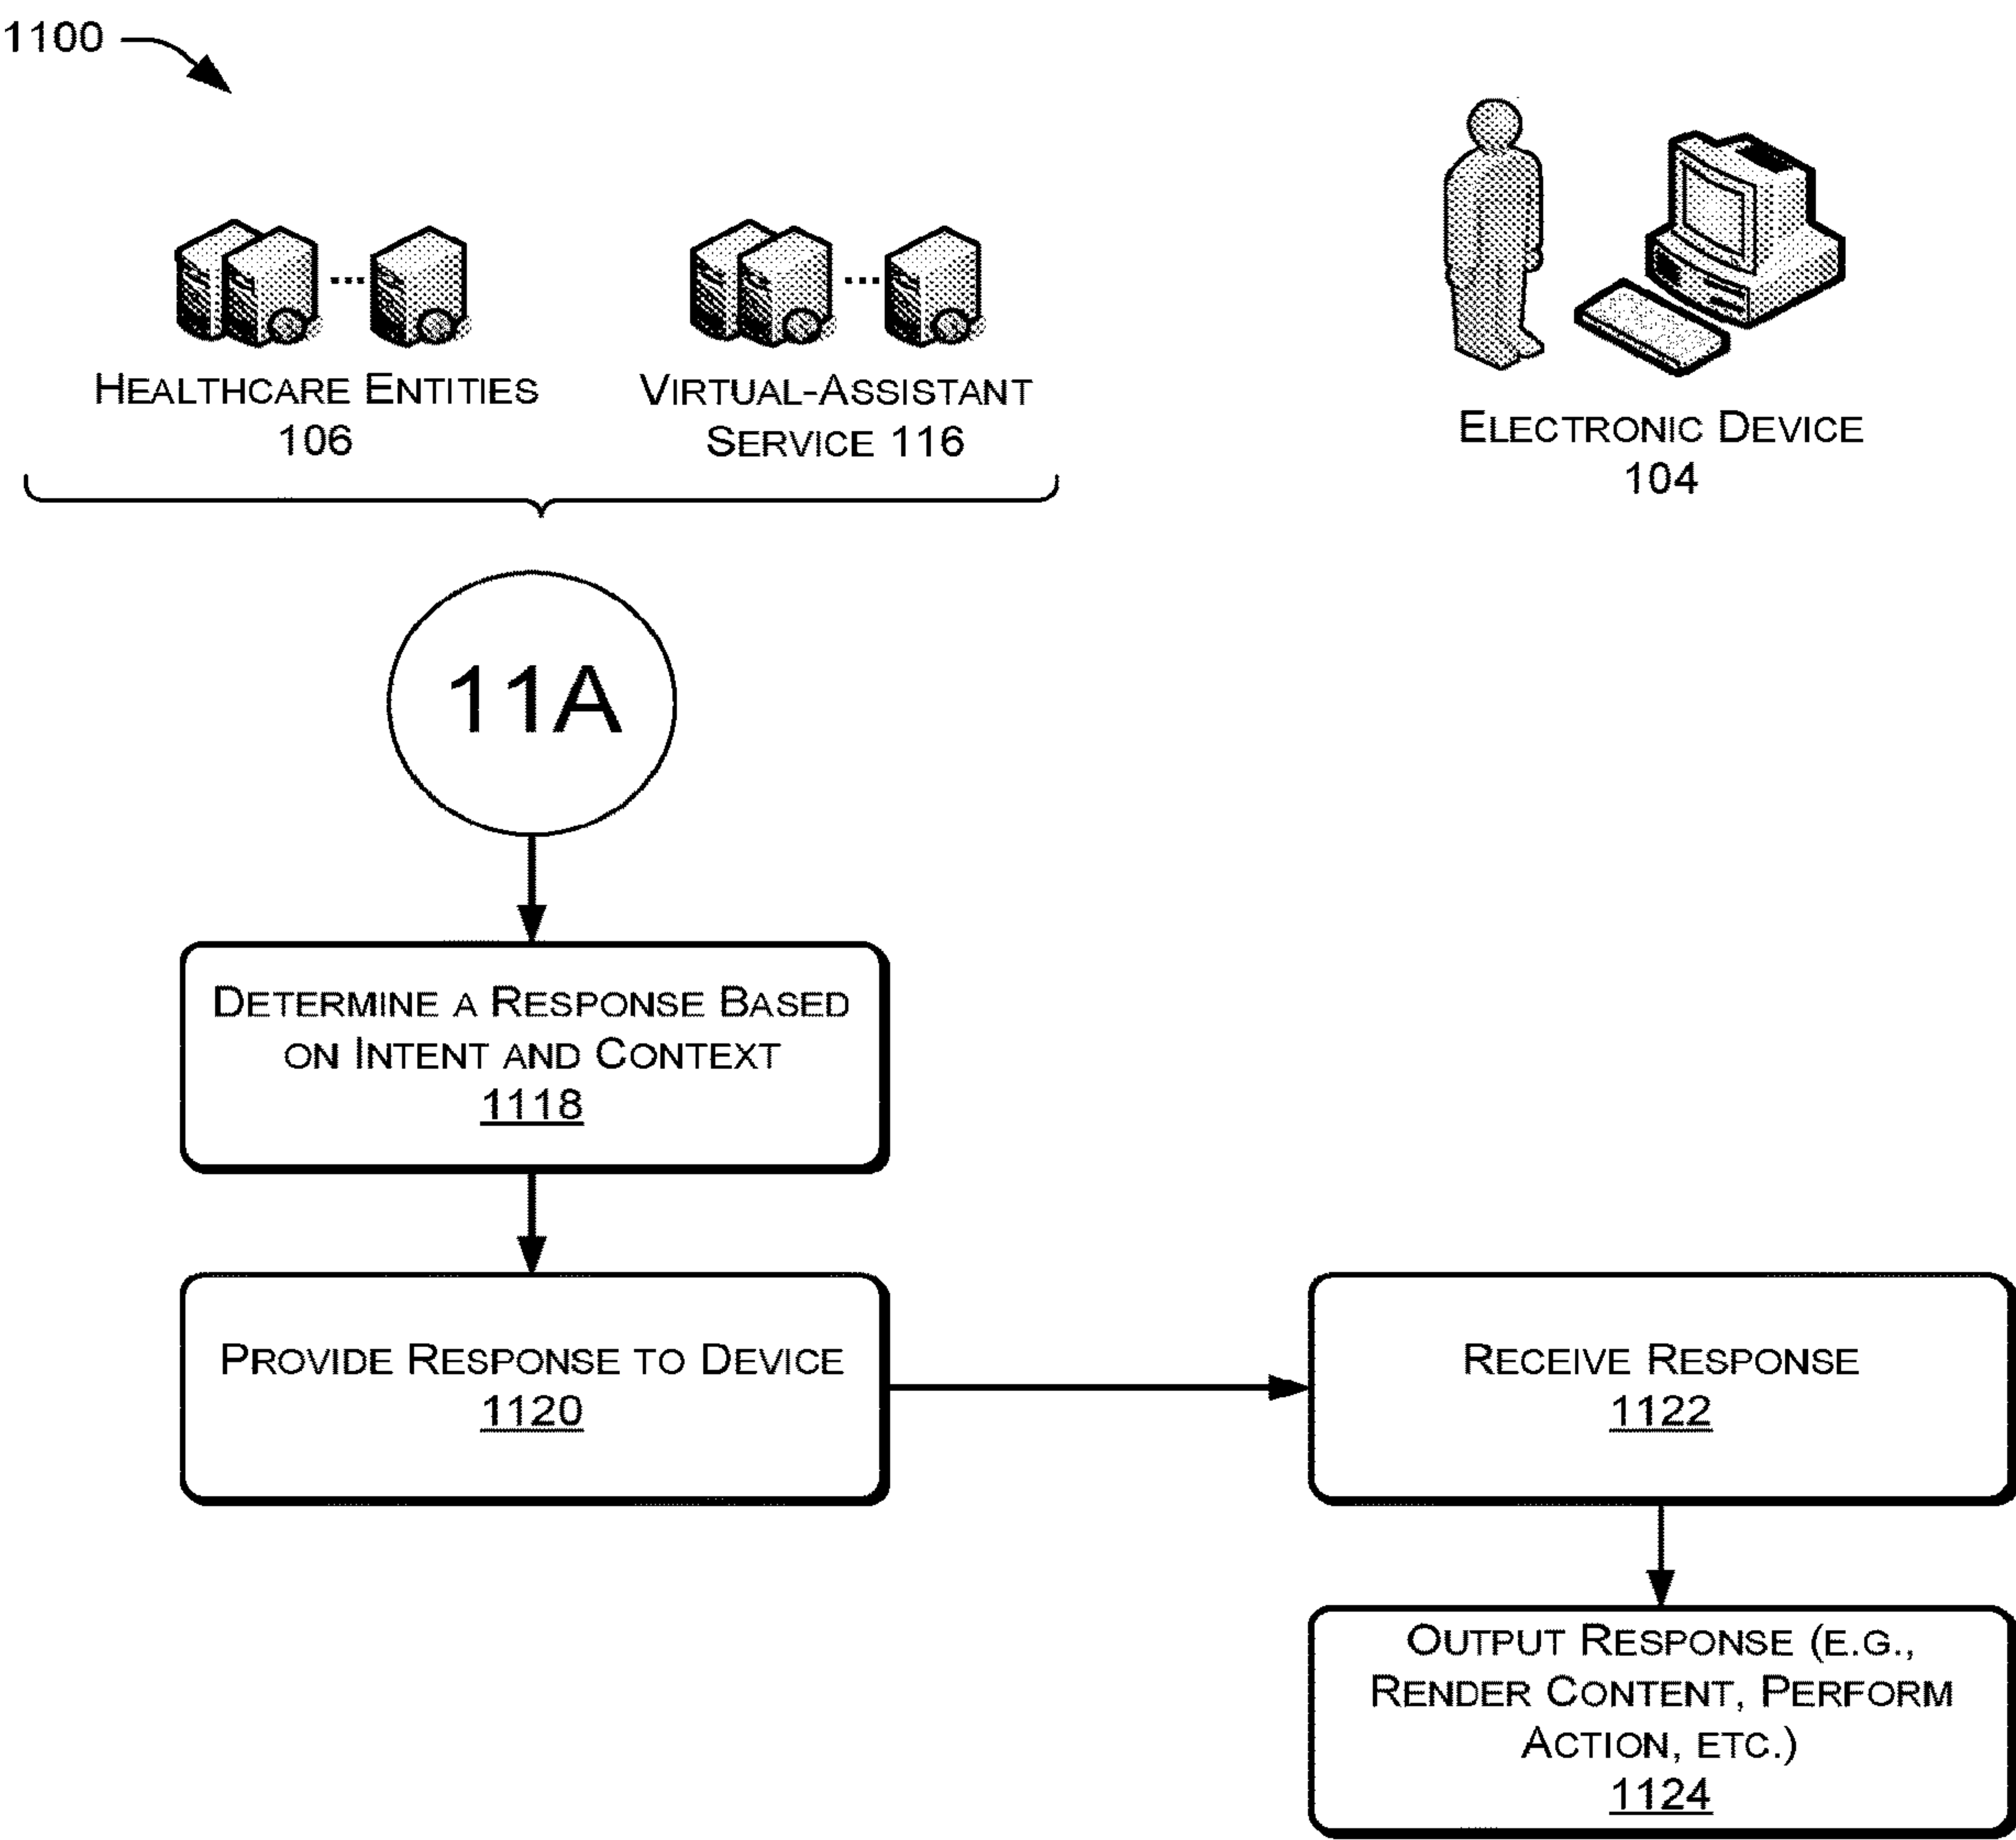 1100
HEALTHCARE ENTITIES
106
VIRTUAL-ASSISTANT
SERVICE 116
ELECTRONIC DEVICE
104
11A
DETERMINE A RESPONSE BASED
ON INTENT AND CONTEXT
1118
PROVIDE RESPONSE TO DEVICE
1120
RECEIVE RESPONSE
1122
OUTPUT RESPONSE (E.G.,
RENDER CONTENT, PERFORM
ACTION, ETC.)
1124